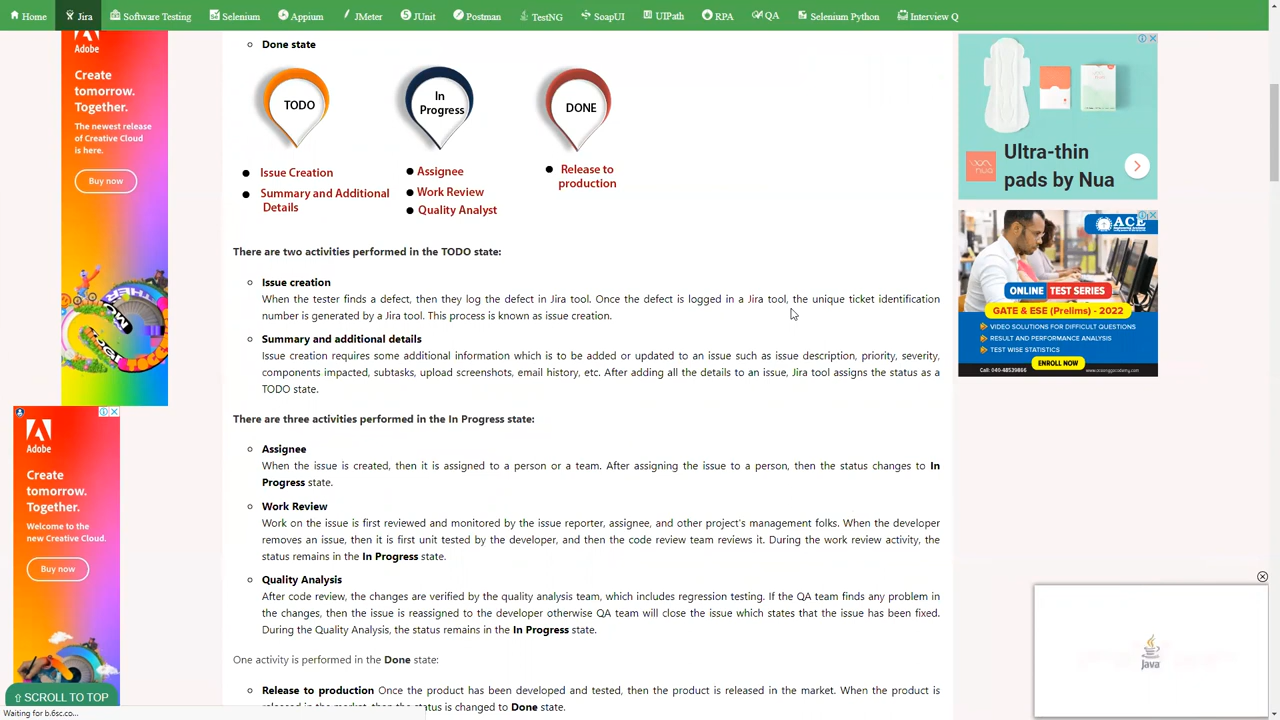 Home
Jira
Software Testing
Selenium
Appium
JMeter
JUnit
Postman
TestNG
SoapUI
UIPath
RPA
QA
Selenium Python
Interview Q
Adobe
Create
tomorrow.
Together.
The newest release
of Creative Cloud
is here.
Buy now
Adobe
Create
tomorrow.
Together.
Welcome to the
new Creative Cloud.
Buy now
⇧ SCROLL TO TOP
Waiting for b.6sc.co...
Done state
TODO
In
Progress
DONE
Issue Creation
Summary and Additional
Details
Assignee
Work Review
Quality Analyst
Release to
production
There are two activities performed in the TODO state:
Issue creation
When the tester finds a defect, then they log the defect in Jira tool. Once the defect is logged in a Jira tool, the unique ticket identification
number is generated by a Jira tool. This process is known as issue creation.
Summary and additional details
Issue creation requires some additional information which is to be added or updated to an issue such as issue description, priority, severity,
components impacted, subtasks, upload screenshots, email history, etc. After adding all the details to an issue, Jira tool assigns the status as a
TODO state.
There are three activities performed in the In Progress state:
Assignee
When the issue is created, then it is assigned to a person or a team. After assigning the issue to a person, then the status changes to In
Progress state.
Work Review
Work on the issue is first reviewed and monitored by the issue reporter, assignee, and other project's management folks. When the developer
removes an issue, then it is first unit tested by the developer, and then the code review team reviews it. During the work review activity, the
status remains in the In Progress state.
Quality Analysis
After code review, the changes are verified by the quality analysis team, which includes regression testing. If the QA team finds any problem in
the changes, then the issue is reassigned to the developer otherwise QA team will close the issue which states that the issue has been fixed.
During the Quality Analysis, the status remains in the In Progress state.
One activity is performed in the Done state:
Release to production Once the product has been developed and tested, then the product is released in the market. When the product is
released in the market, then the status is changed to Done state.
Ultra-thin
pads by Nua
nua
ACE
ONLINE TEST SERIES
GATE & ESE (Prelims) - 2022
VIDEO SOLUTIONS FOR DIFFICULT QUESTIONS
RESULT AND PERFORMANCE ANALYSIS
TEST WISE STATISTICS
ENROLL NOW
Call: 040-48539866
www.aceenggacademy.com
Java